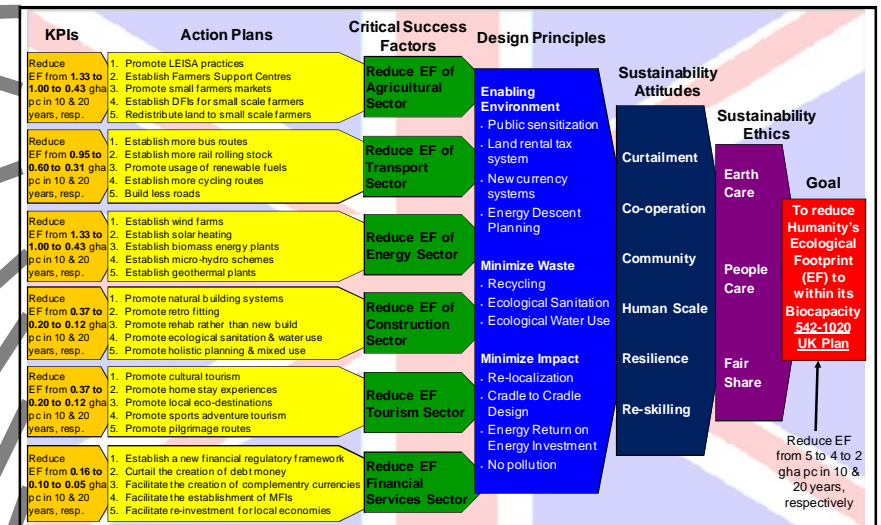 KPIs
Action Plans
Critical Success
Factors
Design Principles
Sustainability
Attitudes
Sustainability
Ethics
Goal
Reduce
EF from 1.33 to
1.00 to 0.43 gha
pc in 10 & 20
years, resp.
1. Promote LEISA practices
2. Establish Farmers Support Centres
3. Promote small farmers markets
4. Establish DFIs for small scale farmers
5. Redistribute land to small scale farmers
Reduce EF of
Agricultural
Sector
Reduce
EF from 0.95 to
0.60 to 0.31 gha
pc in 10 & 20
years, resp.
1. Establish more bus routes
2. Establish more rail rolling stock
3. Promote usage of renewable fuels
4. Establish more cycling routes
5. Build less roads
Reduce EF of
Transport
Sector
Reduce
EF from 1.33 to
1.00 to 0.43 gha
pc in 10 & 20
years, resp.
1. Establish wind farms
2. Establish solar heating
3. Establish biomass energy plants
4. Establish micro-hydro schemes
5. Establish geothermal plants
Reduce EF of
Energy Sector
Reduce
EF from 0.37 to
0.20 to 0.12 gha
pc in 10 & 20
years, resp.
1. Promote natural building systems
2. Promote retro fitting
3. Promote rehab rather than new build
4. Promote ecological sanitation & water use
5. Promote holistic planning & mixed use
Reduce EF of
Construction
Sector
Reduce
EF from 0.37 to
0.20 to 0.12 gha
pc in 10 & 20
years, resp.
1. Promote cultural tourism
2. Promote home stay experiences
3. Promote local eco-destinations
4. Promote sports adventure tourism
5. Promote pilgrimage routes
Reduce EF
Tourism Sector
Reduce
EF from 0.16 to
0.10 to 0.05 gha
pc in 10 & 20
years, resp.
1. Establish a new financial regulatory framework
2. Curtail the creation of debt money
3. Facilitate the creation of complementry currencies
4. Facilitate the establishment of MFIs
5. Facilitate re-investment for local economies
Reduce EF
Financial
Services Sector
Enabling
Environment
. Public sensitization
. Land rental tax
system
. New currency
systems
. Energy Descent
Planning
Minimize Waste
. Recycling
. Ecological Sanitation
. Ecological Water Use
Minimize Impact
. Re-localization
. Cradle to Cradle
Design
. Energy Return on
Energy Investment
. No pollution
Curtailment
Co-operation
Community
Human Scale
Resilience
Re-skilling
Earth
Care
People
Care
Fair
Share
To reduce
Humanity's
Ecological
Footprint
(EF) to
within its
Biocapacity
542-1020
UK Plan
Reduce EF
from 5 to 4 to 2
gha pc in 10 &
20 years,
respectively